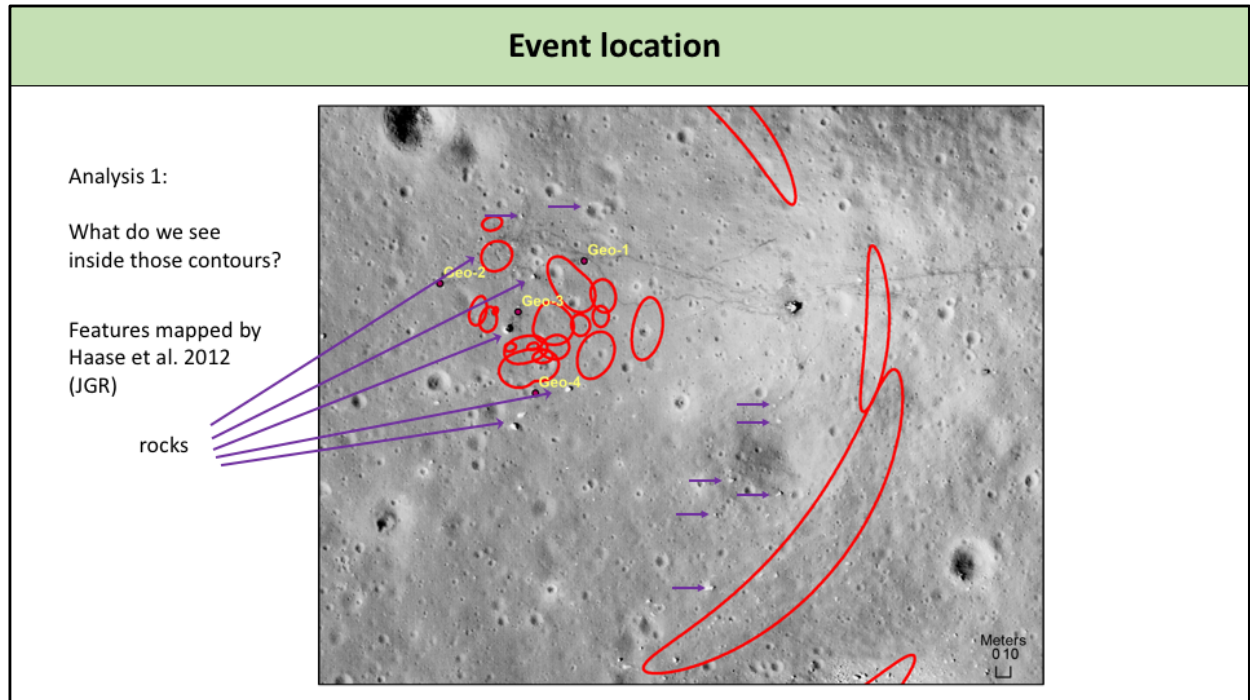 Event location
Analysis 1:
What do we see
inside those contours?
Features mapped by
Haase et al. 2012
(JGR)
rocks
Geo-1
Geo-2
Geo-3
Geo-4
Meters
0 10